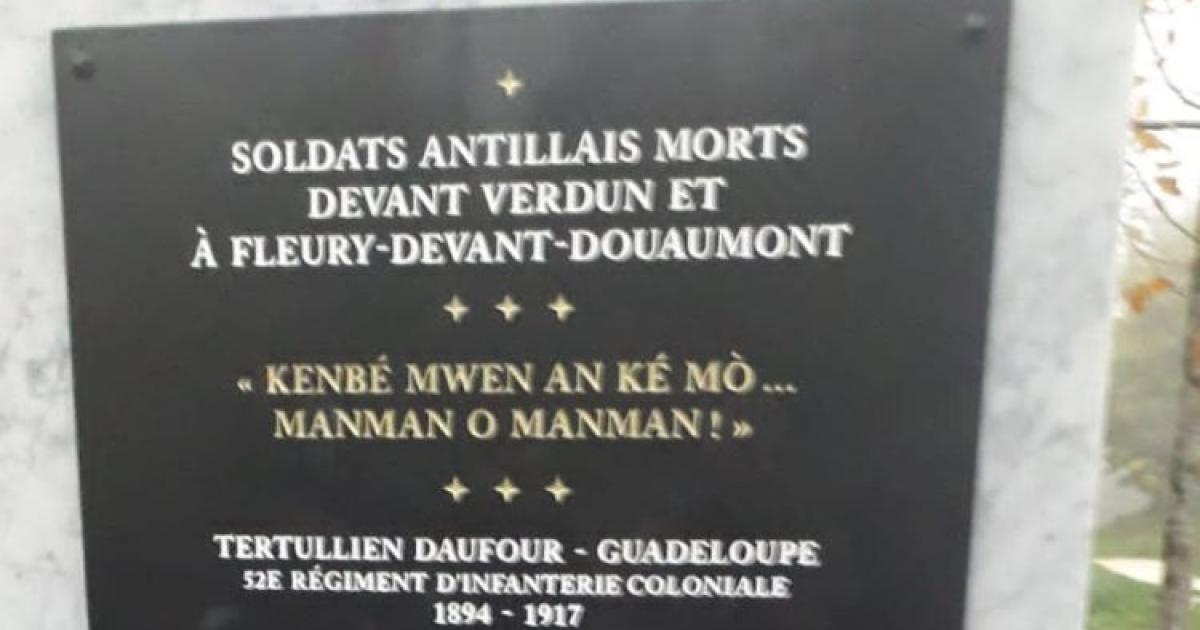 SOLDATS ANTILLAIS MORTS
DEVANT VERDUN ET
À FLEURY-DEVANT-DOUAUMONT
« KENBÉ MWEN AN KÉ MÒ...
MANMAN O MANMAN ! »
TERTULLIEN DAUFOUR - GUADELOUPE
52E RÉGIMENT D'INFANTERIE COLONIALE
1894 - 1917